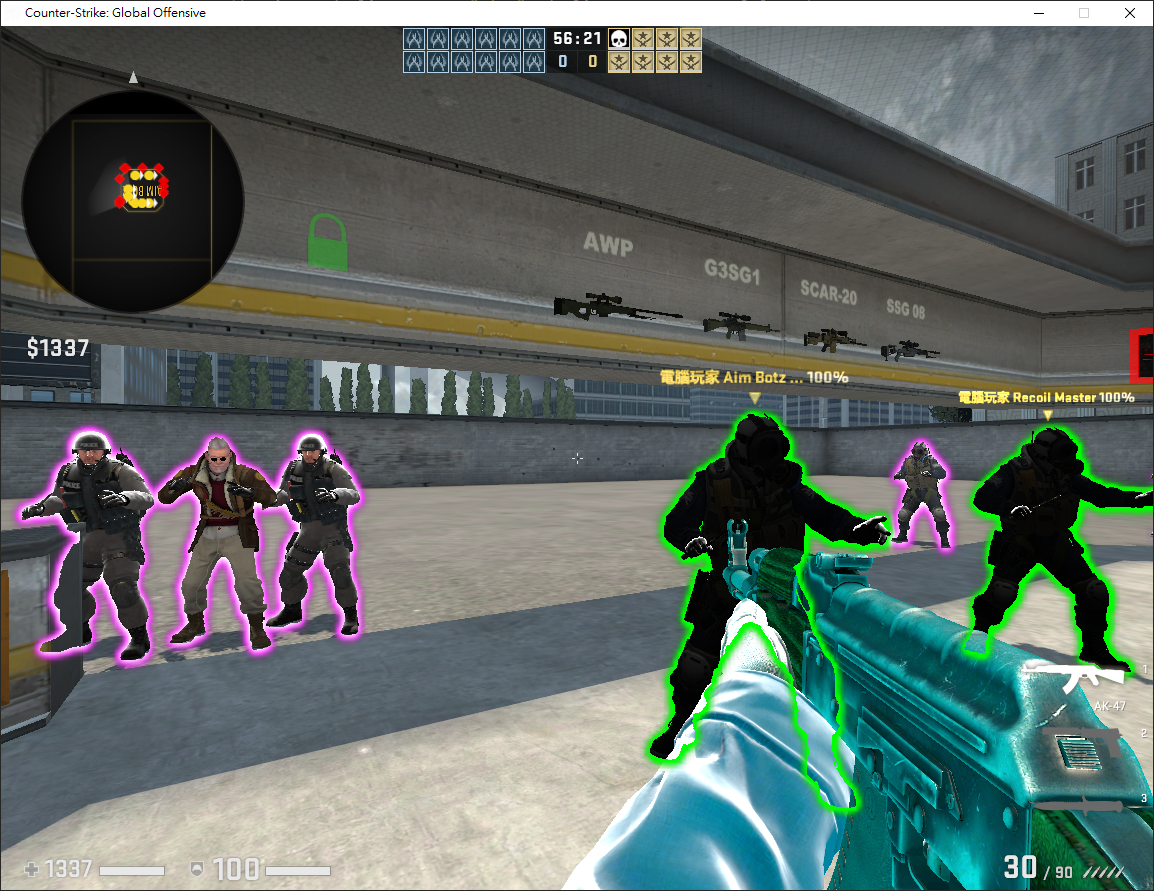 Counter-Strike: Global Offensive
56:21
0 0
AWP
G3SG1
SCAR-20
SSG 08
$1337
電腦玩家 Aim Botz ... 100%
電腦玩家 Recoil Master 100%
1
AK-47
2
3
1337
100
30 / 90